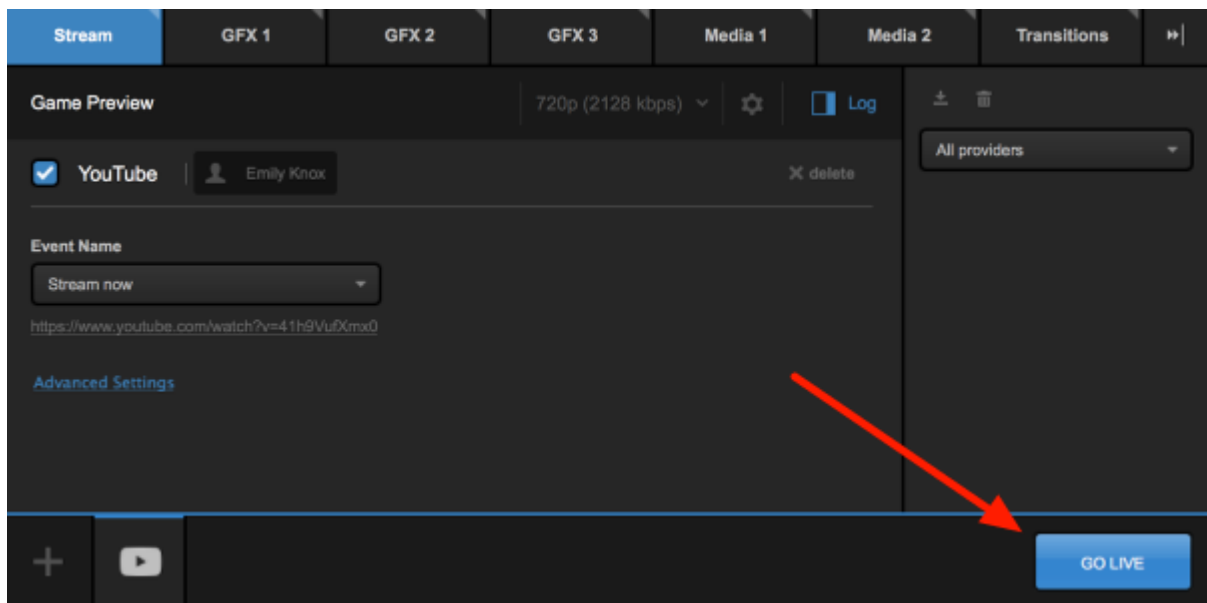 Stream GFX 1 GFX 2 GFX 3 Media 1 Media 2 Transitions
Game Preview 720p (2128 kbps) Log
All providers
YouTube Emily Knox delete
Event Name
Stream now
https://www.youtube.com/watch?v=41h9VufXmx0
Advanced Settings
GO LIVE